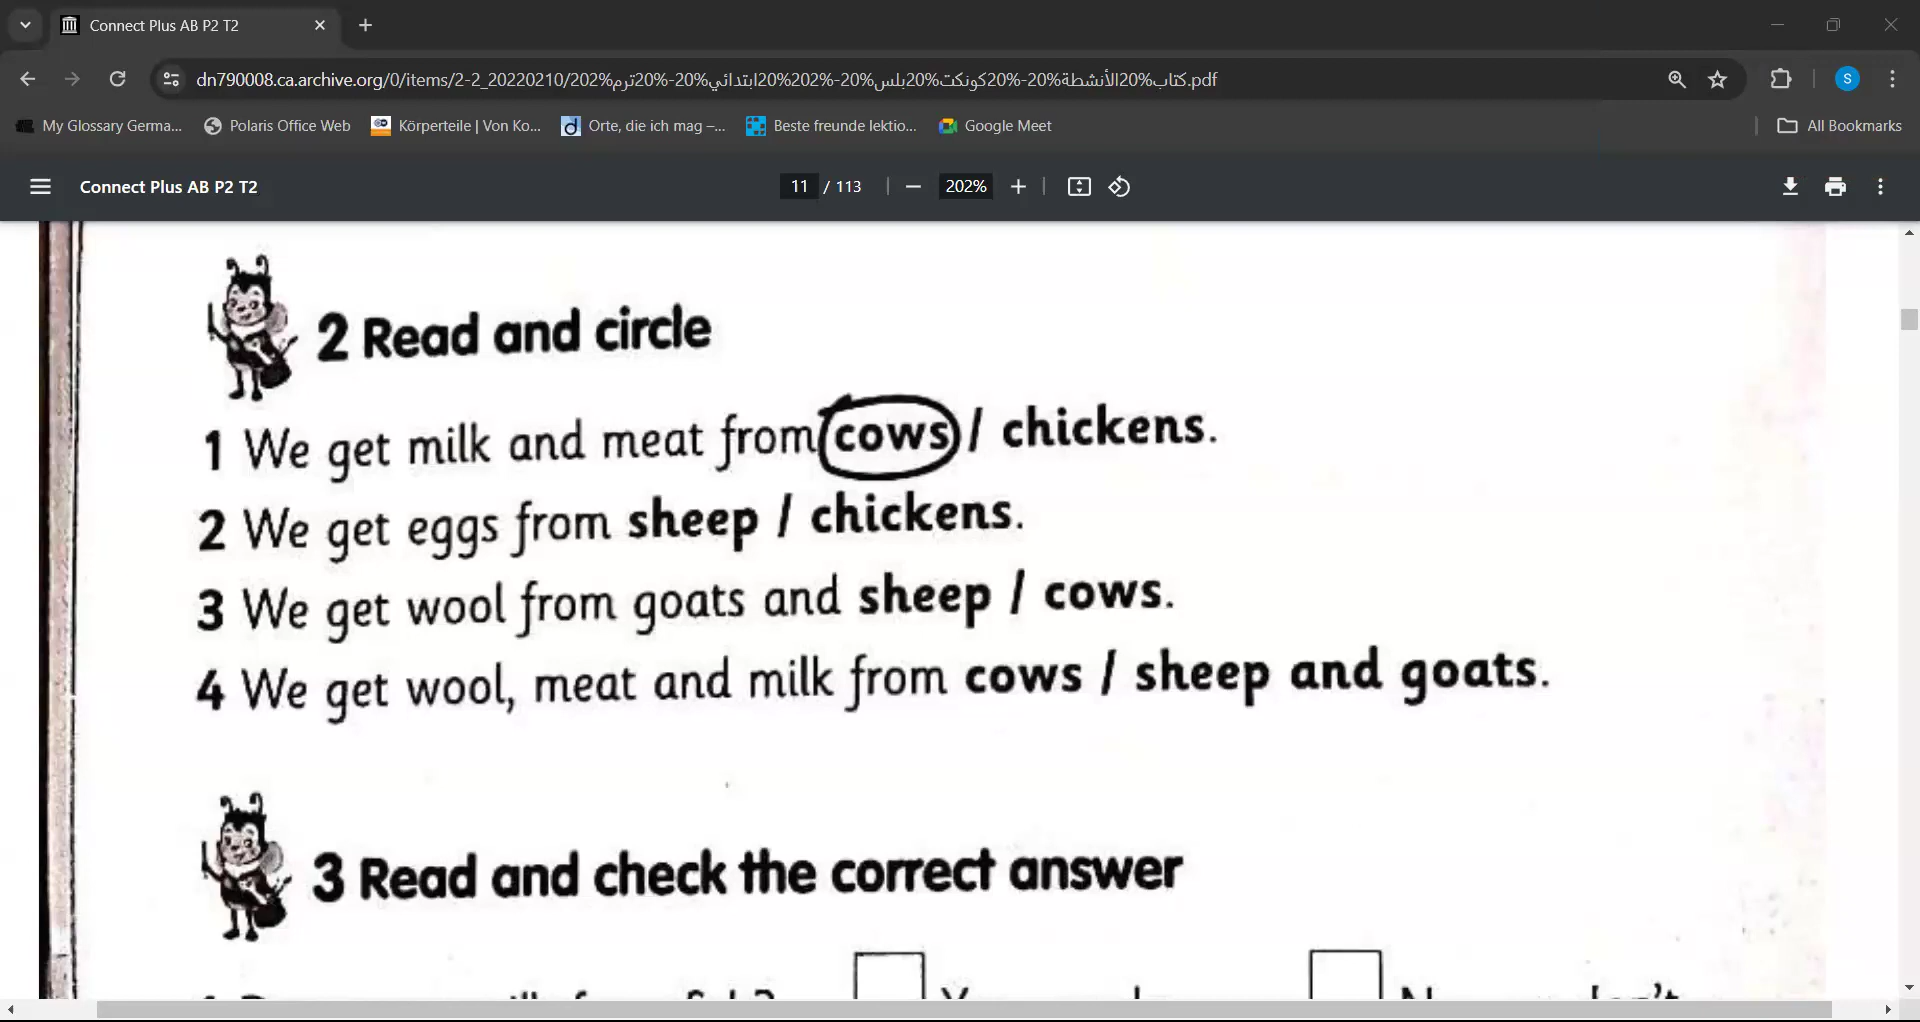 Connect Plus AB P2 T2
dn790008.ca.archive.org/0/items/2-2_20220210/202%كتاب%20الأنشطة%20-%20كونكت%20بلس%20-%202%20ابتدائي%20-%20ترم.pdf
S
My Glossary Germa...
Polaris Office Web
Körperteile | Von Ko...
Orte, die ich mag –...
Beste freunde lektio...
Google Meet
All Bookmarks
Connect Plus AB P2 T2
11 / 113
202%
2 Read and circle
1 We get milk and meat from cows / chickens.
2 We get eggs from sheep / chickens.
3 We get wool from goats and sheep / cows.
4 We get wool, meat and milk from cows / sheep and goats.
3 Read and check the correct answer